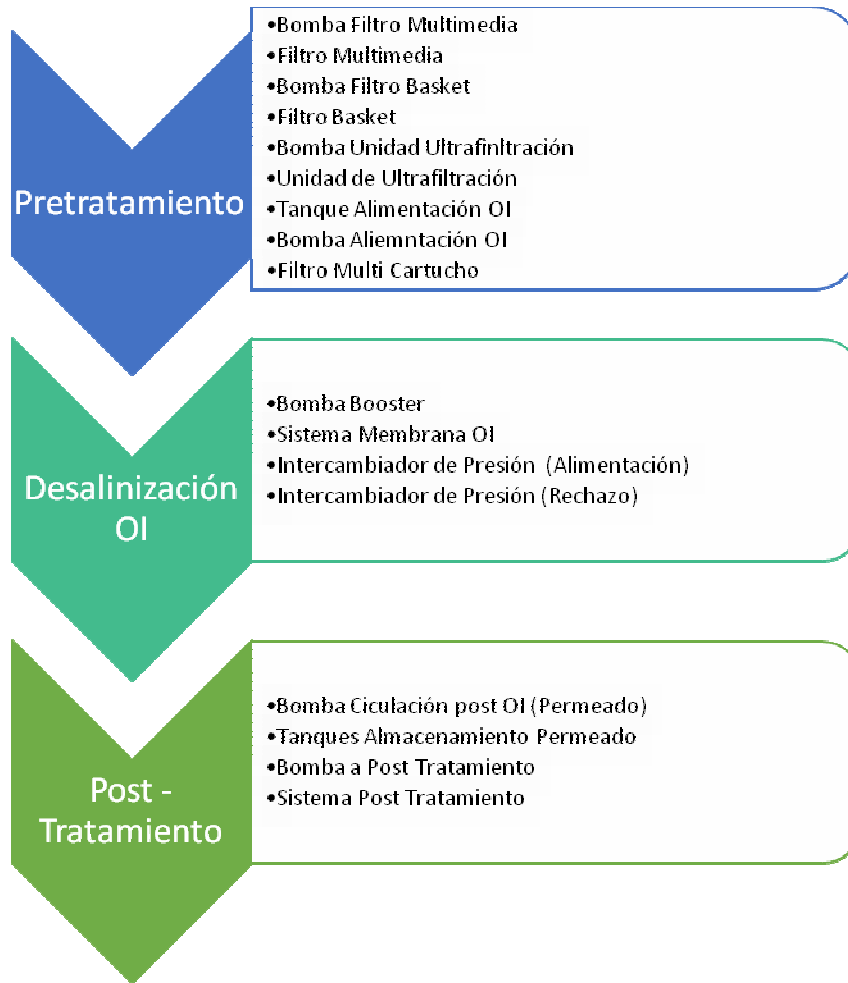 Pretratamiento
•Bomba Filtro Multimedia
•Filtro Multimedia
•Bomba Filtro Basket
•Filtro Basket
•Bomba Unidad Ultrafinltración
•Unidad de Ultrafiltración
•Tanque Alimentación OI
•Bomba Aliemntación OI
•Filtro Multi Cartucho
Desalinización
OI
•Bomba Booster
•Sistema Membrana OI
•Intercambiador de Presión (Alimentación)
•Intercambiador de Presión (Rechazo)
Post -
Tratamiento
•Bomba Ciculación post OI (Permeado)
•Tanques Almacenamiento Permeado
•Bomba a Post Tratamiento
•Sistema Post Tratamiento